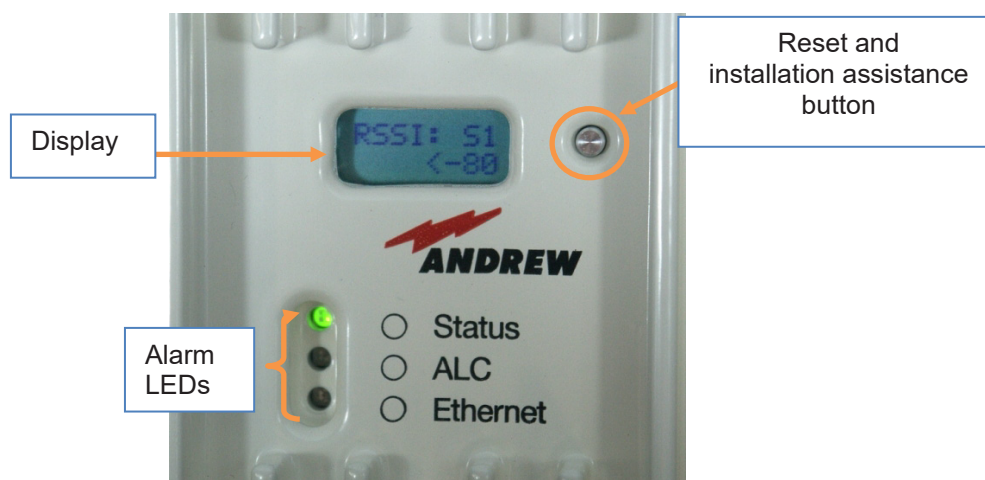 Reset and
installation assistance
button
Display
RSSI: S1
<-80
ANDREW
Alarm
LEDs
Status
ALC
Ethernet